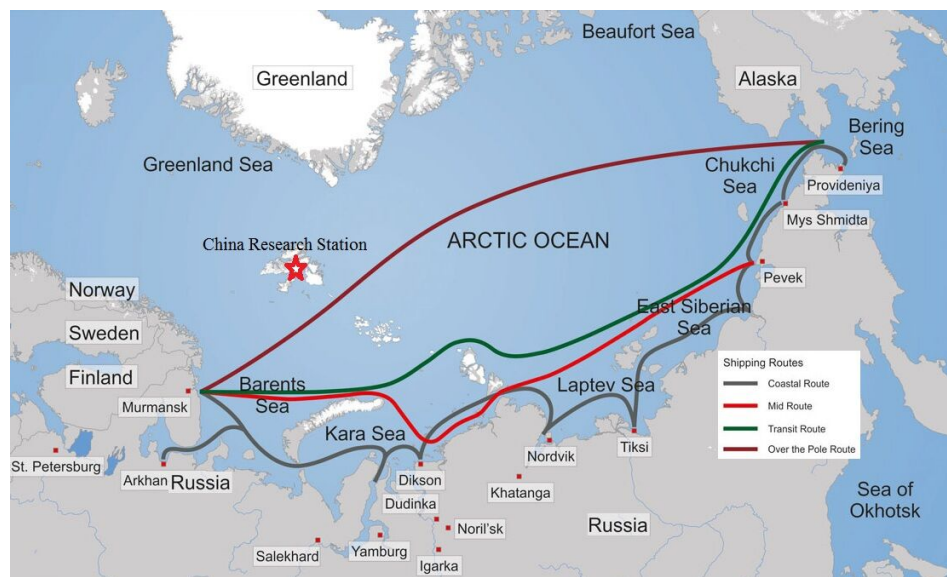 Beaufort Sea
Greenland
Alaska
Bering
Sea
Greenland Sea
Chukchi
Sea
Provideniya
Mys Shmidta
China Research Station
ARCTIC OCEAN
Pevek
Norway
East Siberian
Sea
Sweden
Finland
Murmansk
Barents
Sea
Laptev Sea
Shipping Routes
Coastal Route
Mid Route
Transit Route
Over the Pole Route
Kara Sea
St. Petersburg
Arkhan
Russia
Dikson
Nordvik
Tiksi
Dudinka
Khatanga
Sea of
Okhotsk
Noril'sk
Russia
Salekhard
Yamburg
Igarka